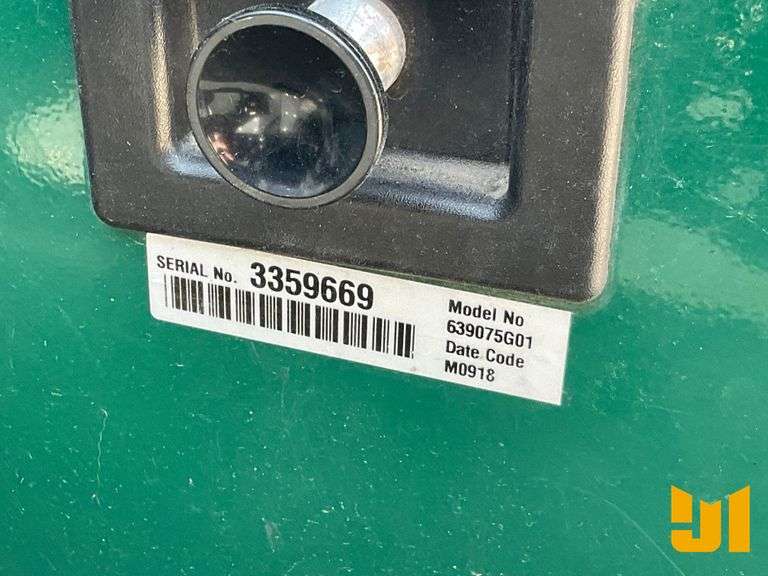 SERIAL No. 3359669
Model No
639075G01
Date Code
M0918